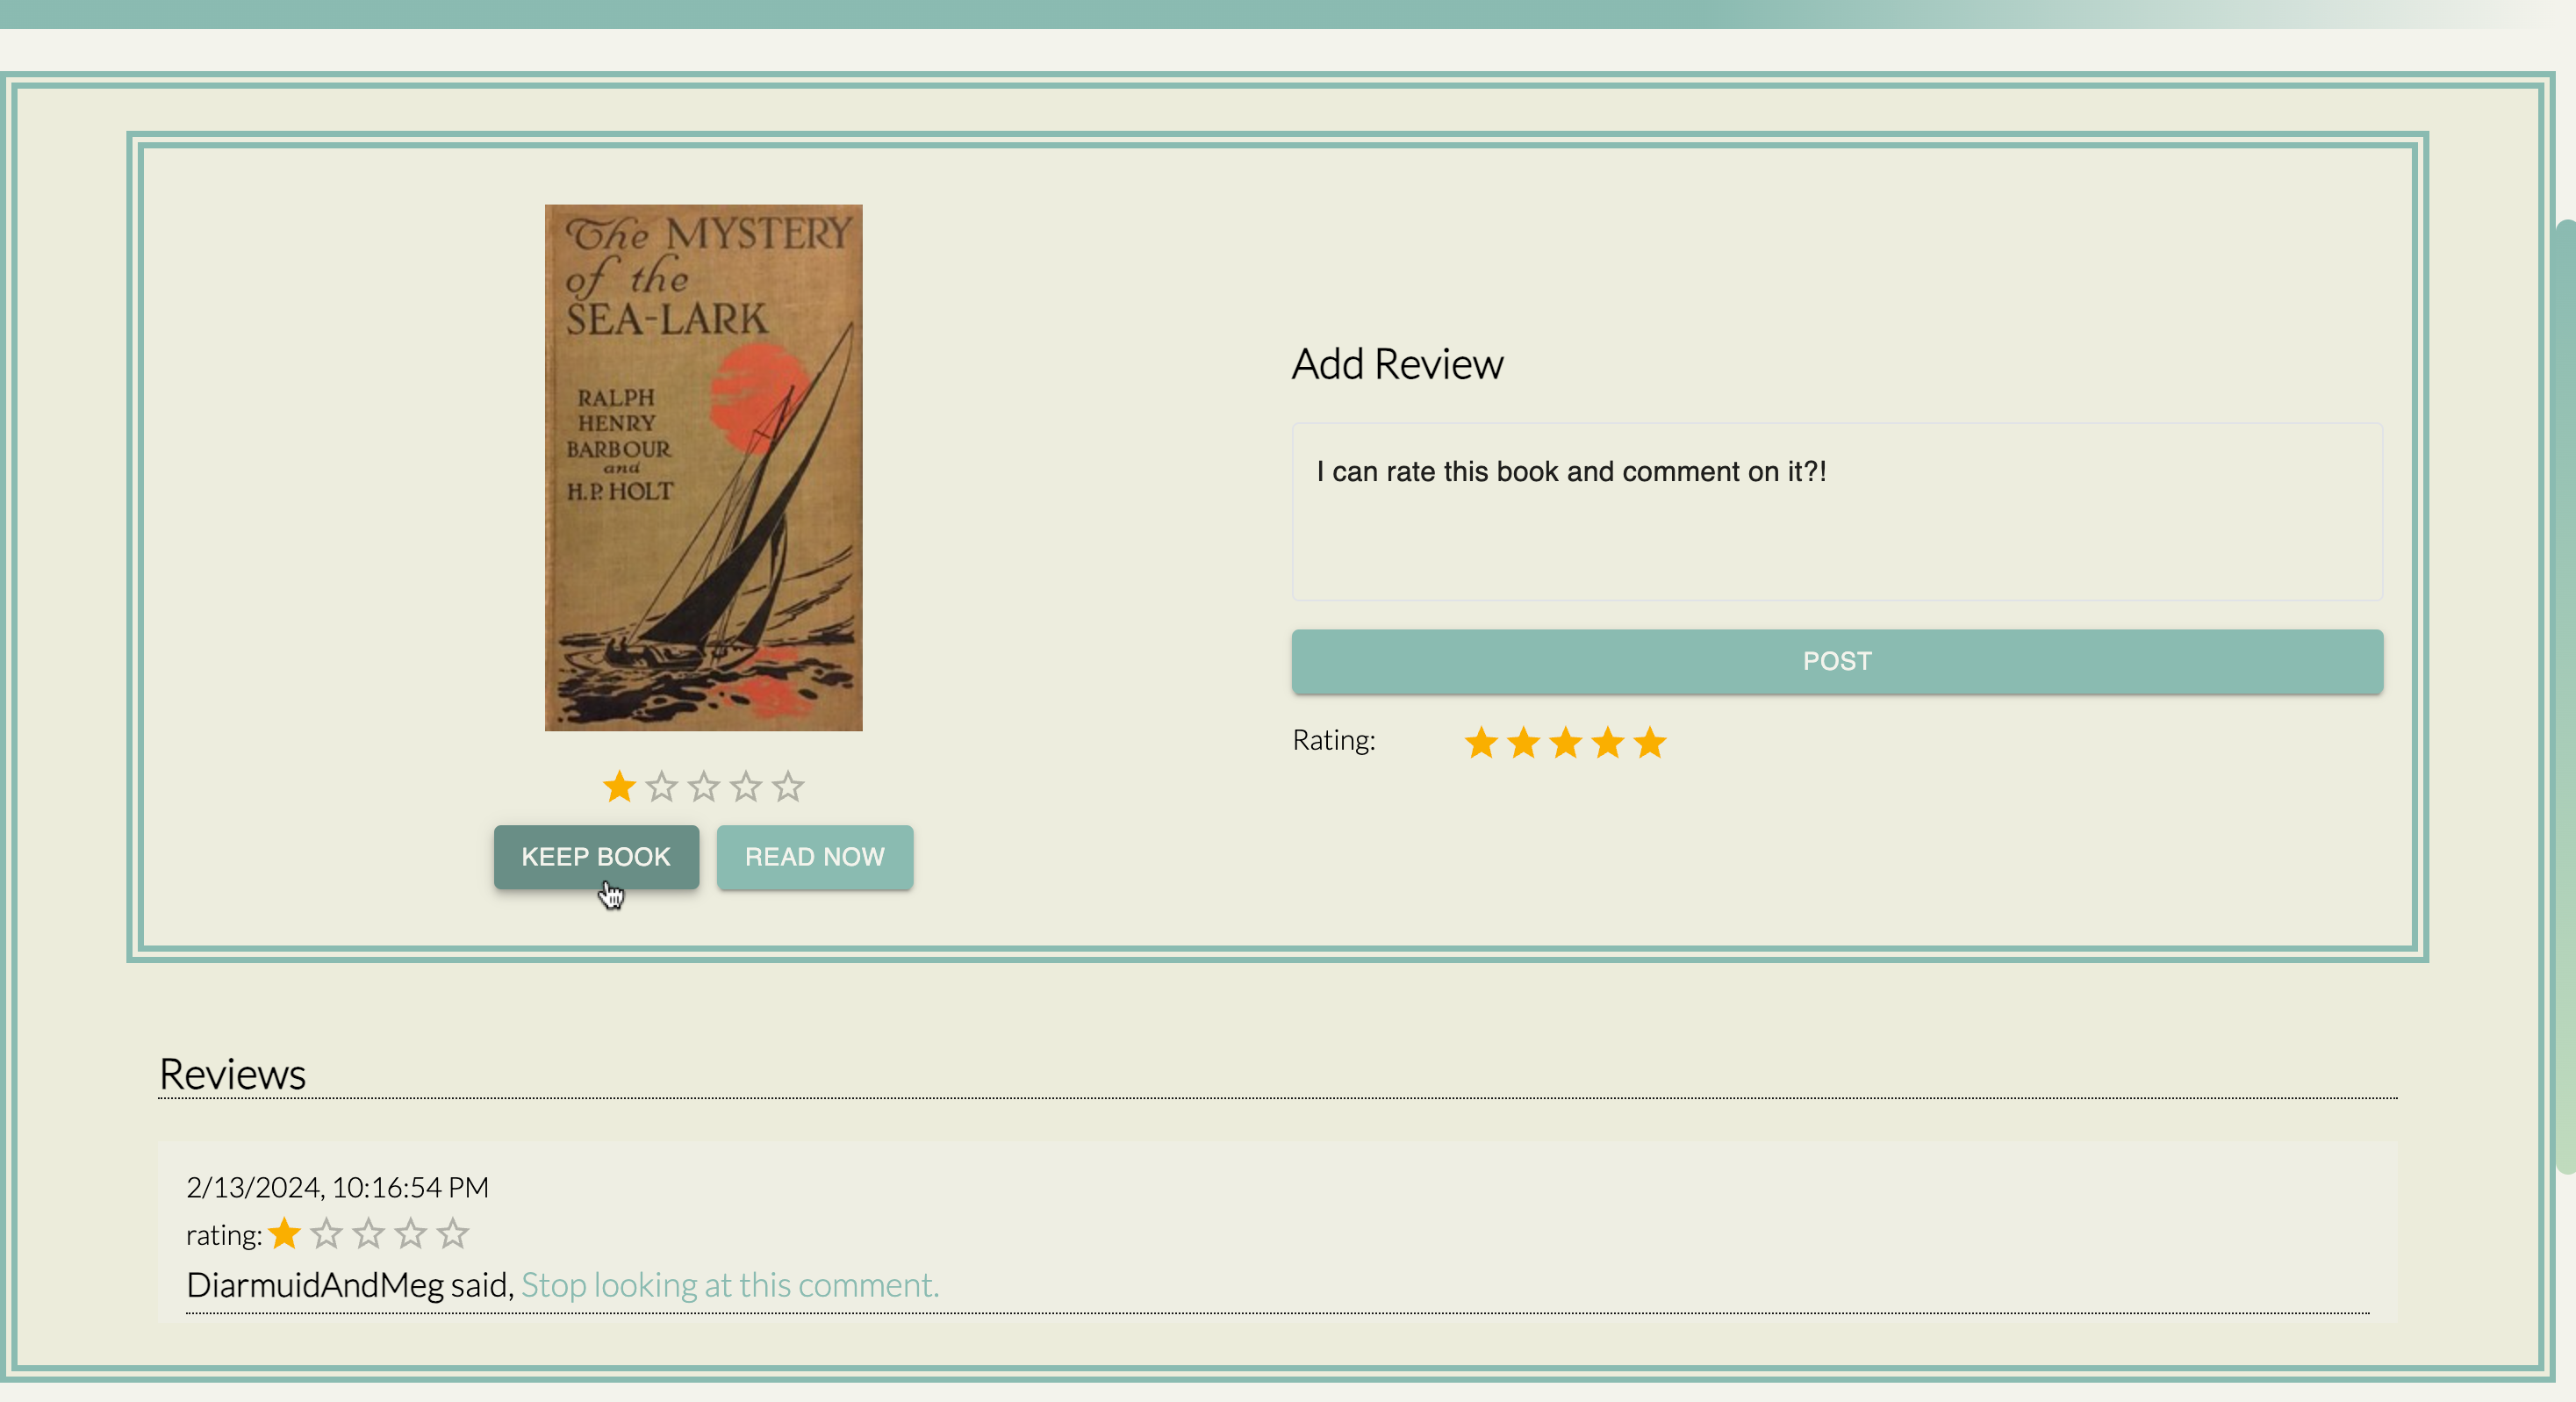 The MYSTERY
of the
SEA-LARK
RALPH
HENRY
BARBOUR
and
H.P. HOLT
KEEP BOOK
READ NOW
Add Review
I can rate this book and comment on it?!
POST
Rating:
Reviews
2/13/2024, 10:16:54 PM
rating:
DiarmuidAndMeg said, Stop looking at this comment.